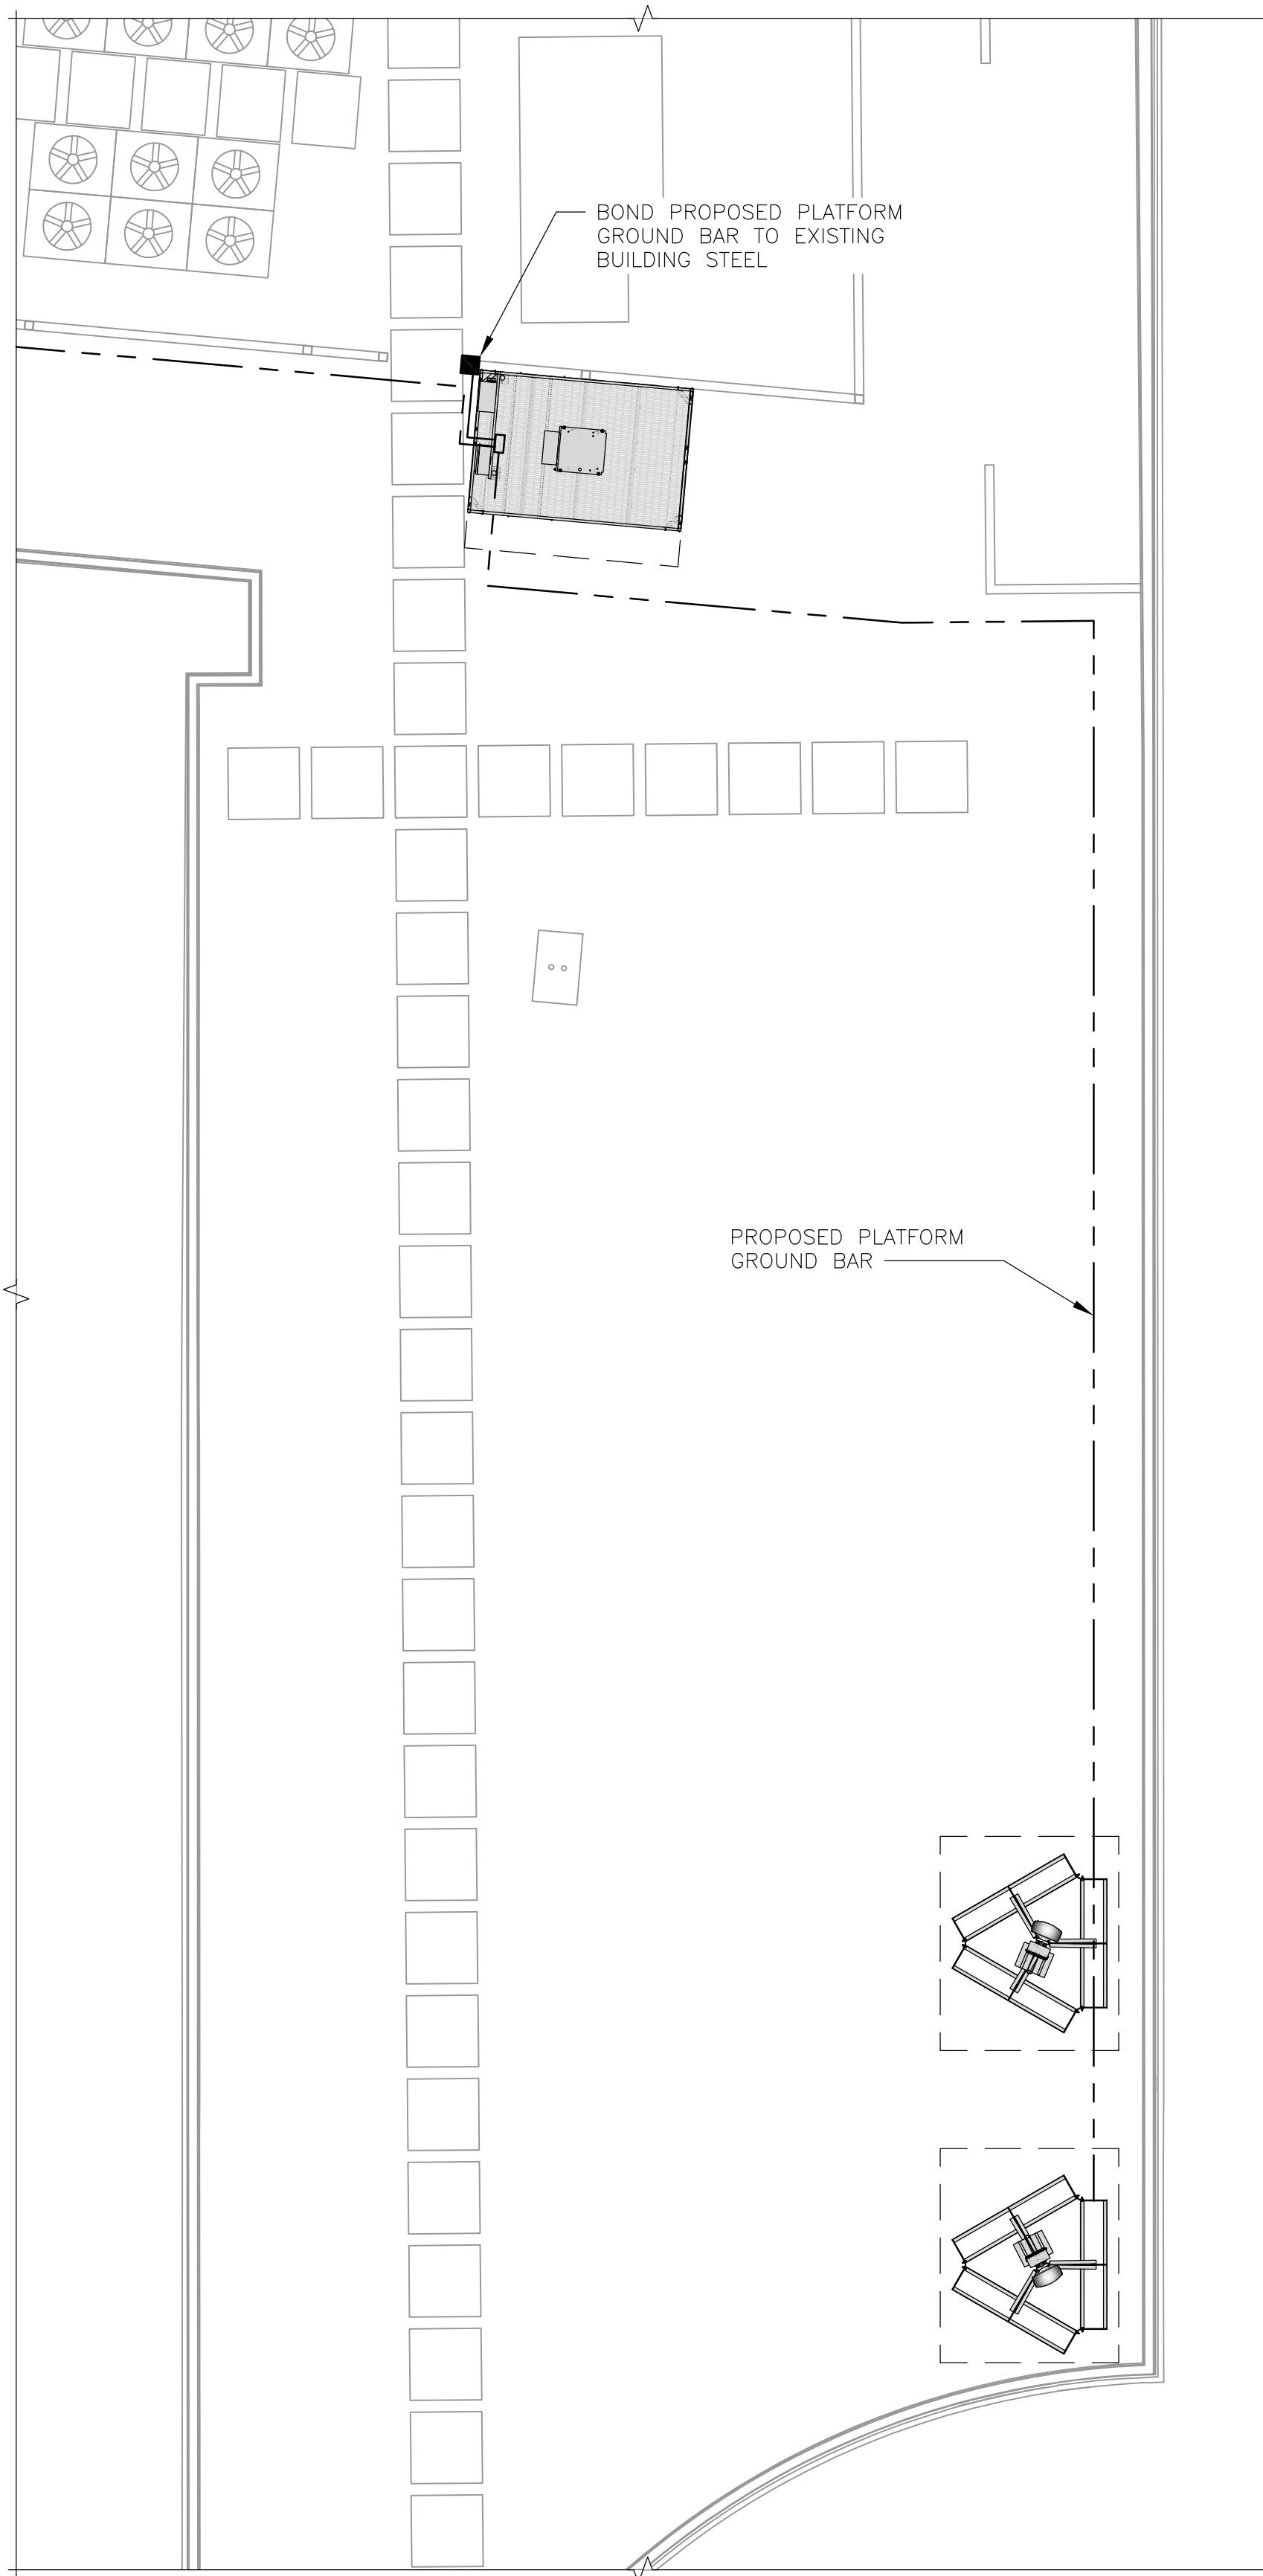 BOND PROPOSED PLATFORM
GROUND BAR TO EXISTING
BUILDING STEEL
PROPOSED PLATFORM
GROUND BAR